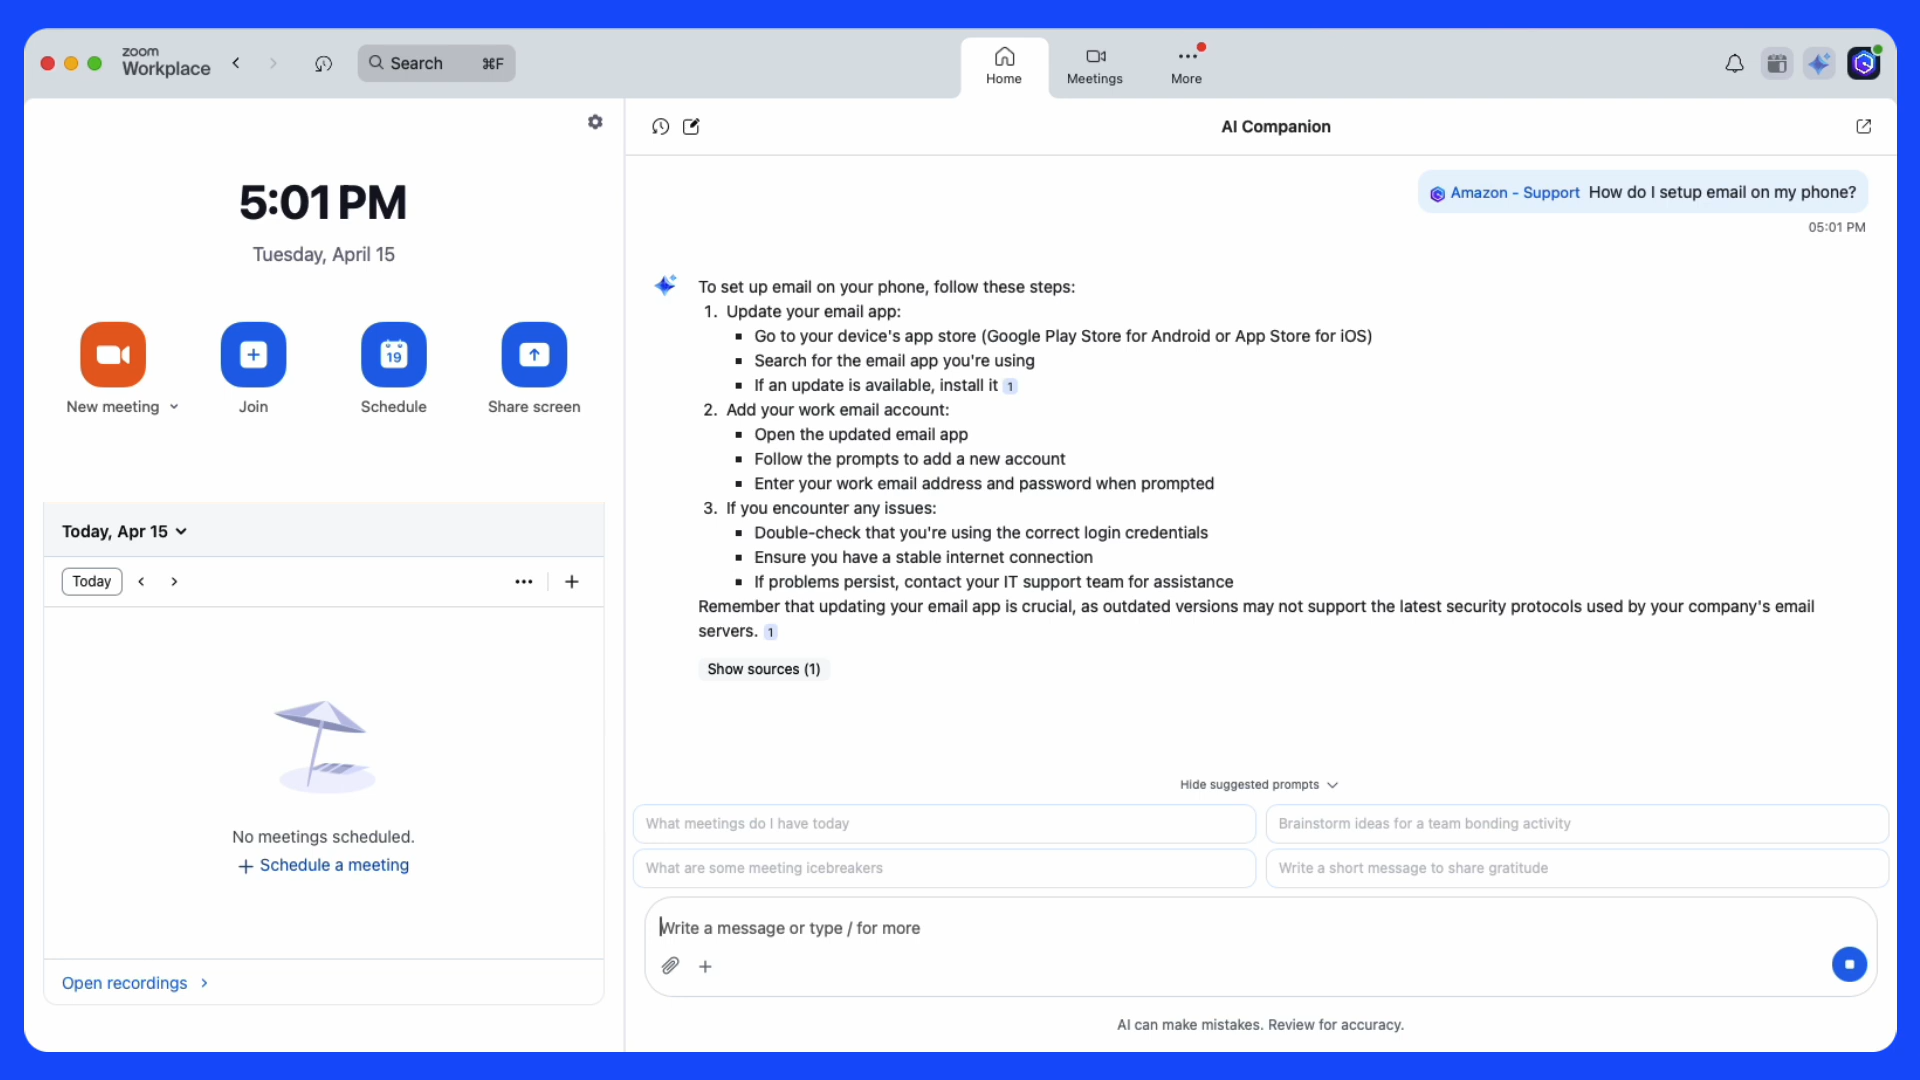 zoom
Workplace
Search
⌘F
Home
Meetings
More
5:01 PM
Tuesday, April 15
New meeting
Join
19
Schedule
Share screen
Today, Apr 15
Today
No meetings scheduled.
+ Schedule a meeting
Open recordings
AI Companion
Amazon - Support How do I setup email on my phone?
05:01 PM
To set up email on your phone, follow these steps:
1. Update your email app:
▪ Go to your device's app store (Google Play Store for Android or App Store for iOS)
▪ Search for the email app you're using
▪ If an update is available, install it 1
2. Add your work email account:
▪ Open the updated email app
▪ Follow the prompts to add a new account
▪ Enter your work email address and password when prompted
3. If you encounter any issues:
▪ Double-check that you're using the correct login credentials
▪ Ensure you have a stable internet connection
▪ If problems persist, contact your IT support team for assistance
Remember that updating your email app is crucial, as outdated versions may not support the latest security protocols used by your company's email
servers. 1
Show sources (1)
Hide suggested prompts
What meetings do I have today
Brainstorm ideas for a team bonding activity
What are some meeting icebreakers
Write a short message to share gratitude
Write a message or type / for more
AI can make mistakes. Review for accuracy.